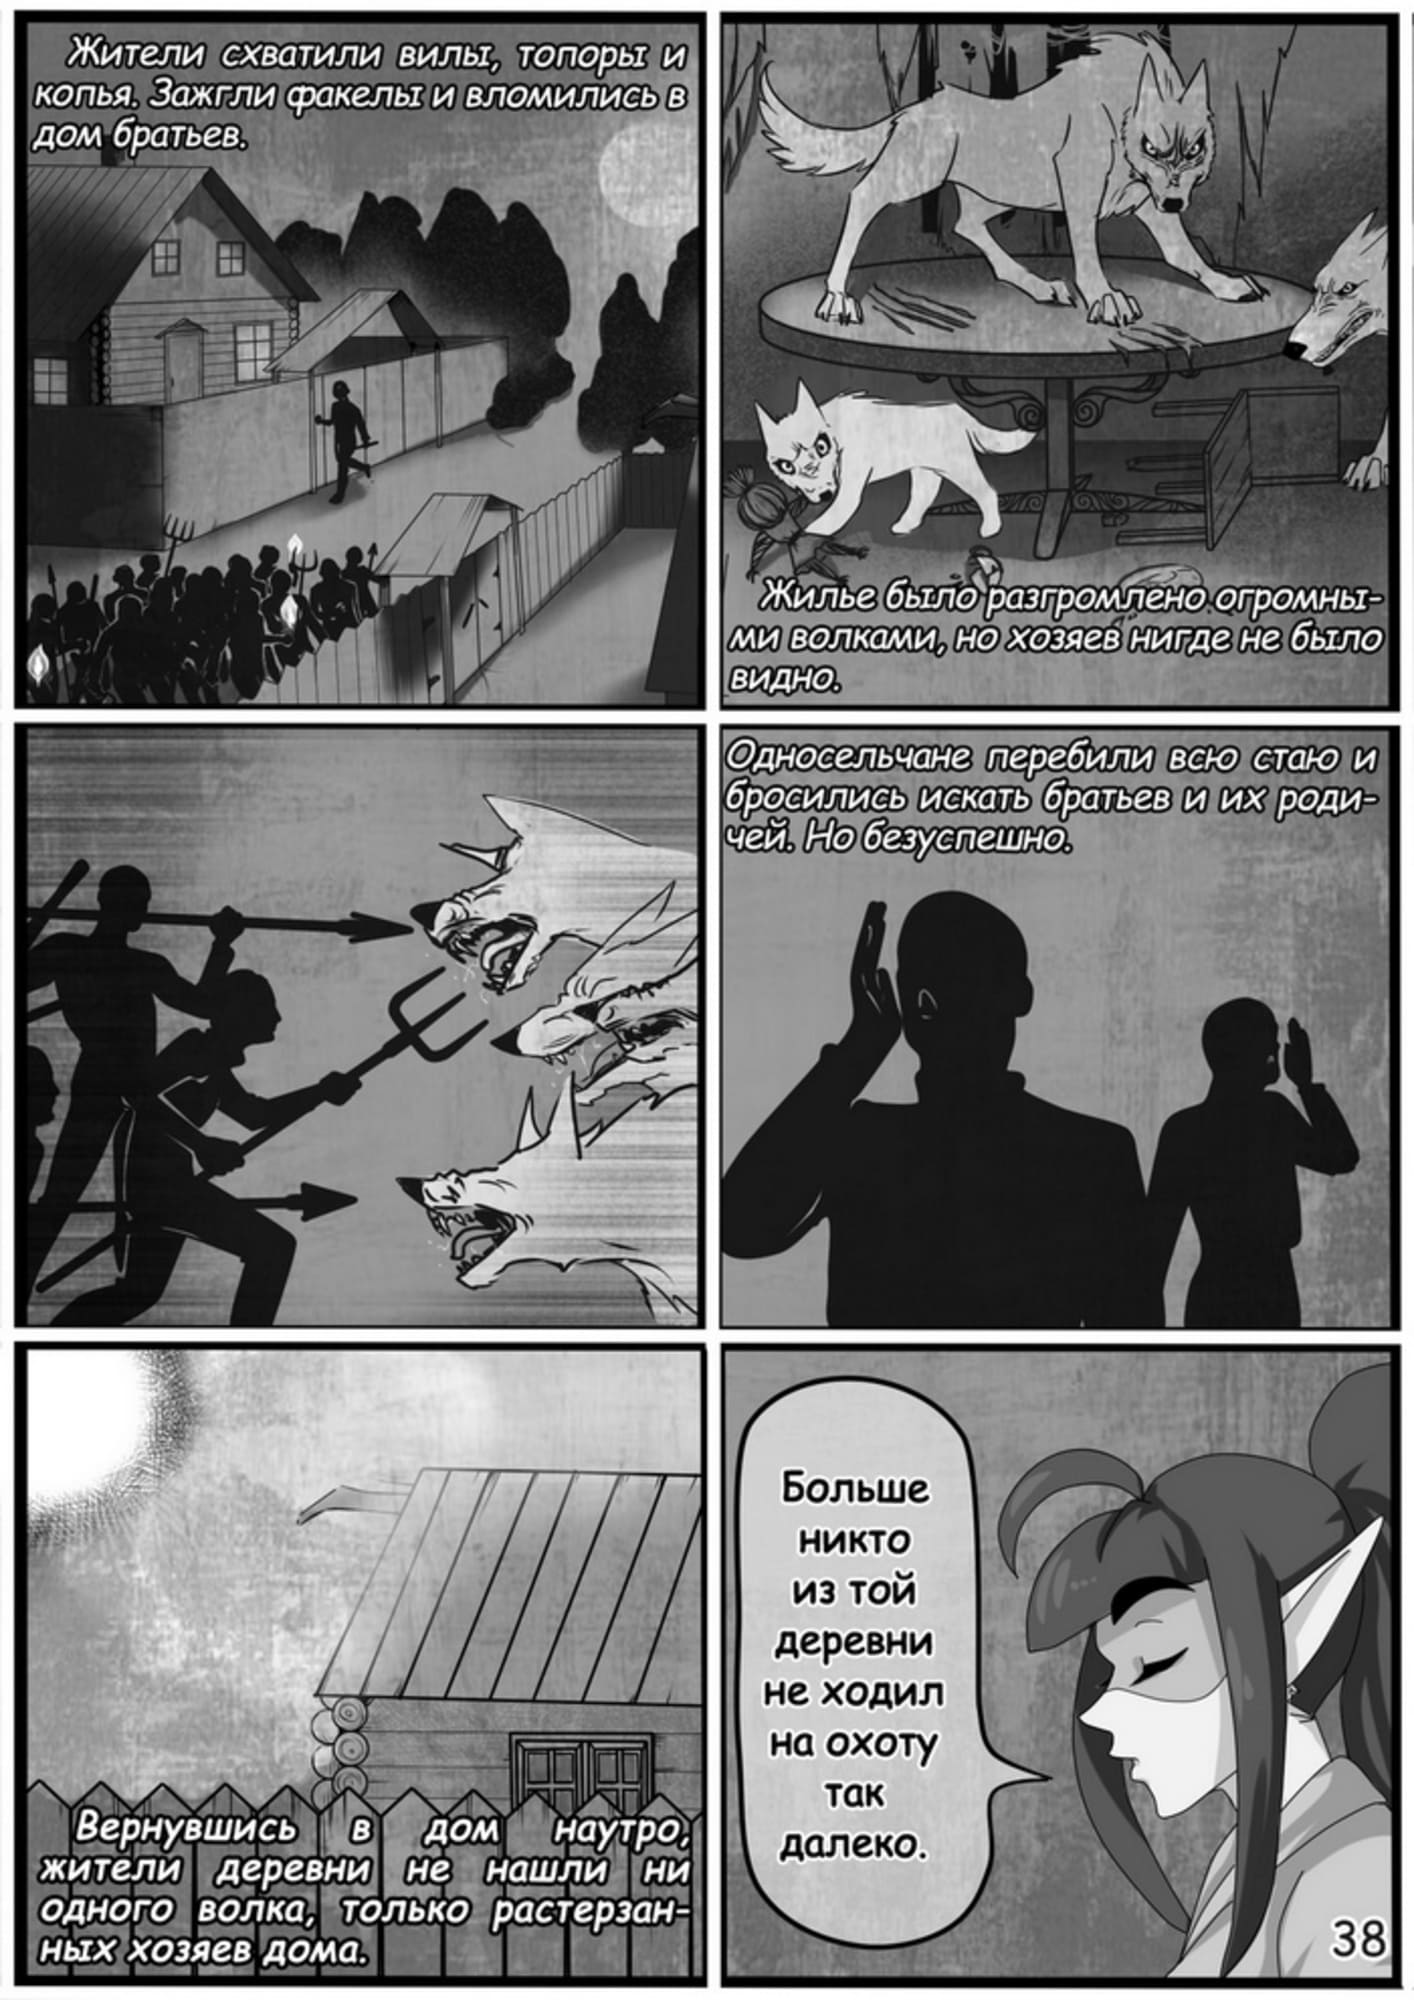 Жители схватили вилы, топоры и
копья. Зажгли факелы и вломились в
дом братьев.
Жилье было разгромлено огромны-
ми волками, но хозяев нигде не было
видно.
Односельчане перебили всю стаю и
бросились искать братьев и их роди-
чей. Но безуспешно.
Вернувшись в дом наутро,
жители деревни не нашли ни
одного волка, только растерзан-
ных хозяев дома.
Больше
никто
из той
деревни
не ходил
на охоту
так
далеко.
38